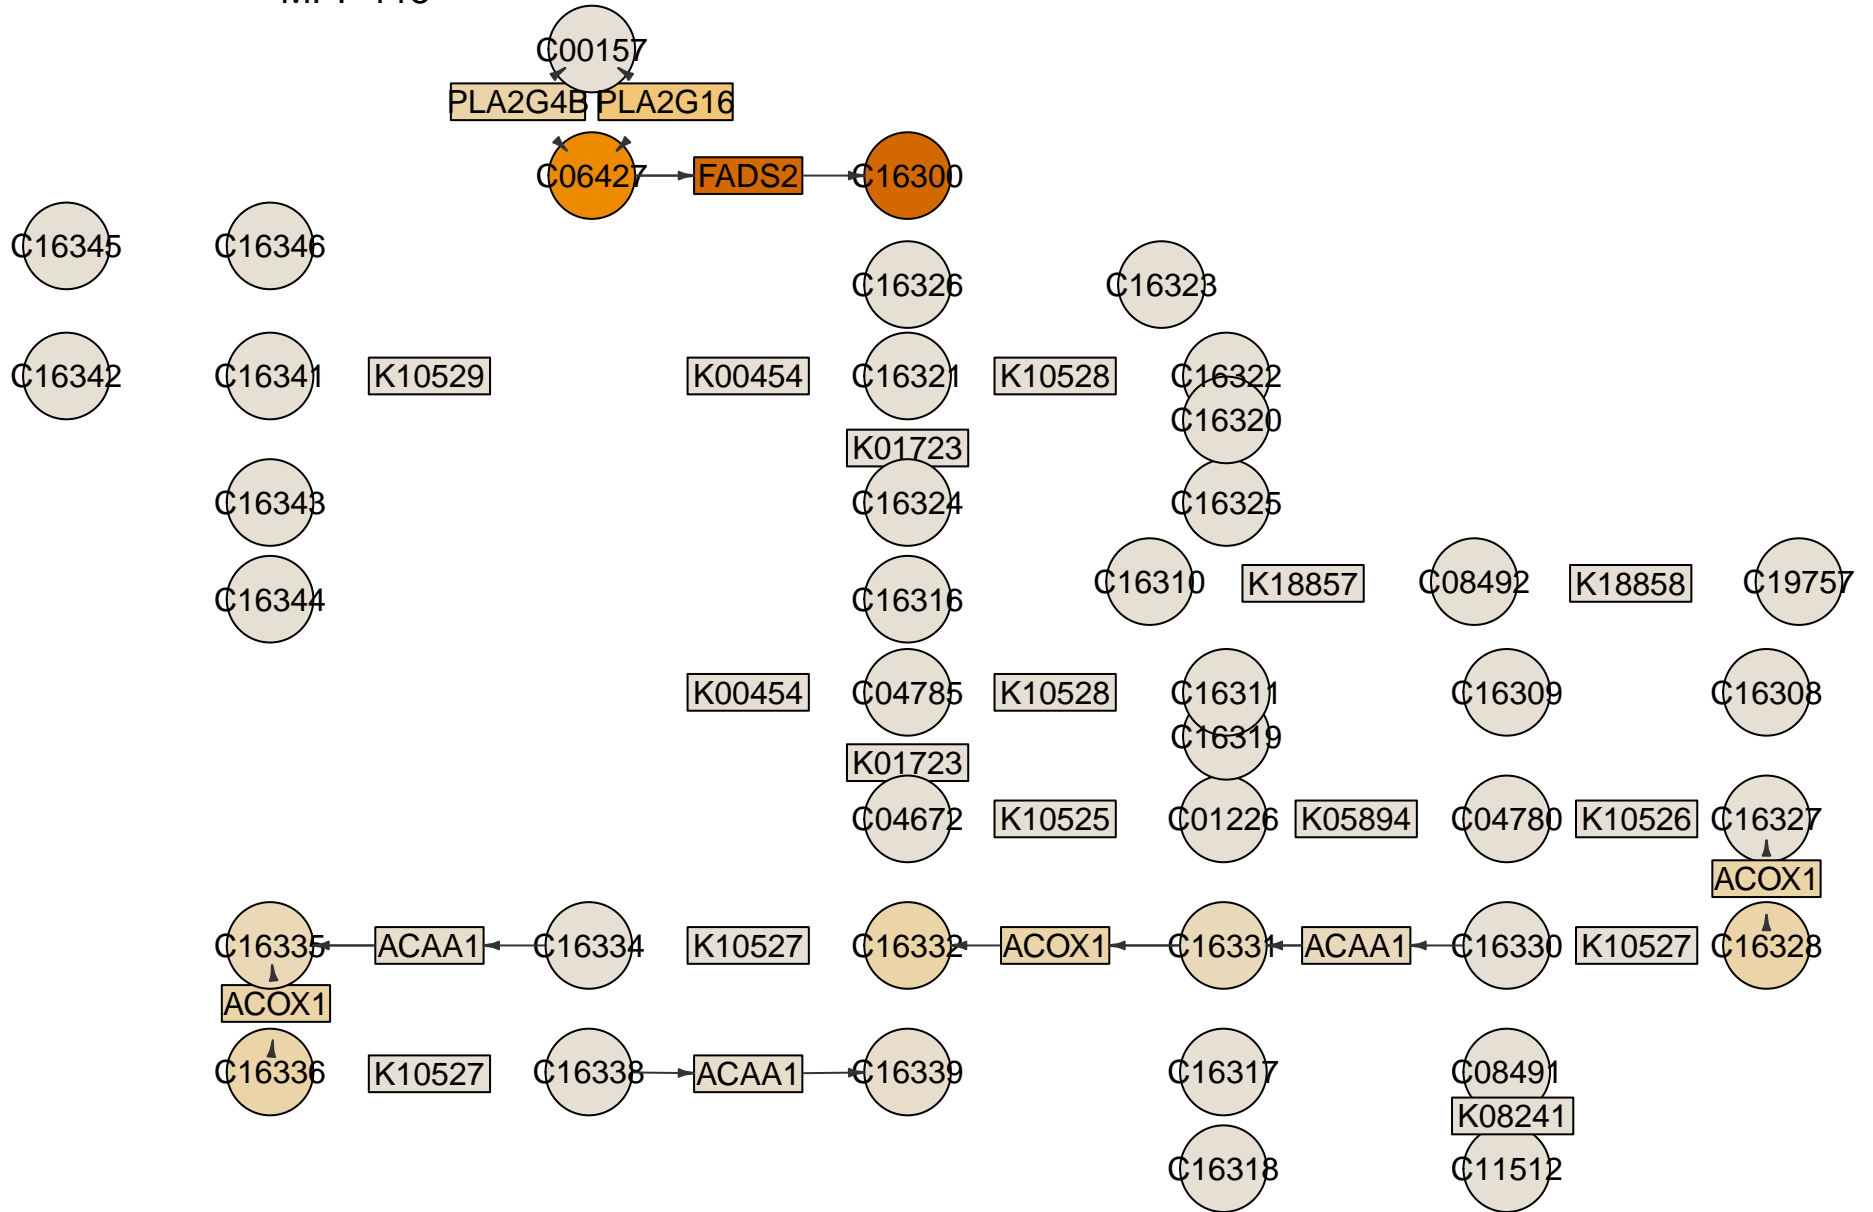 C00157
PLA2G4B PLA2G16
C06427 FADS2 C16300
C16345 C16346
C16326 C16323
C16342 C16341 K10529 K00454 C16321 K10528 C16322
C16320
K01723
C16343 C16324 C16325
C16310 K18857 C08492 K18858 C19757
C16344 C16316
K00454 C04785 K10528 C16311 C16309 C16308
C16319
K01723
C04672 K10525 C01226 K05894 C04780 K10526 C16327
ACOX1
C16335 ACAA1 C16334 K10527 C16332 ACOX1 C16331 ACAA1 C16330 K10527 C16328
ACOX1
C16336 K10527 C16338 ACAA1 C16339 C16317 C08491
K08241
C16318 C11512